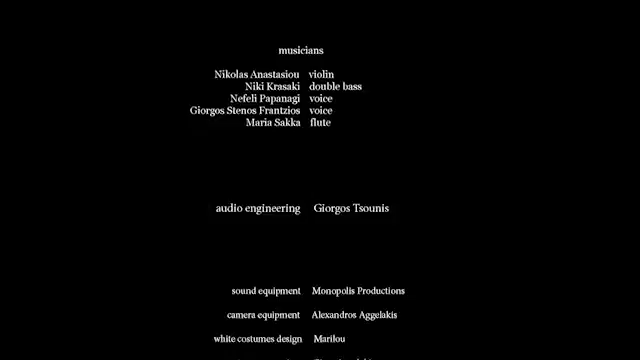 musicians
Nikolas Anastasiou violin
Niki Krasaki double bass
Nefeli Papanagi voice
Giorgos Stenos Frantzios voice
Maria Sakka flute
audio engineering Giorgos Tsounis
sound equipment Monopolis Productions
camera equipment Alexandros Aggelakis
white costumes design Marilou